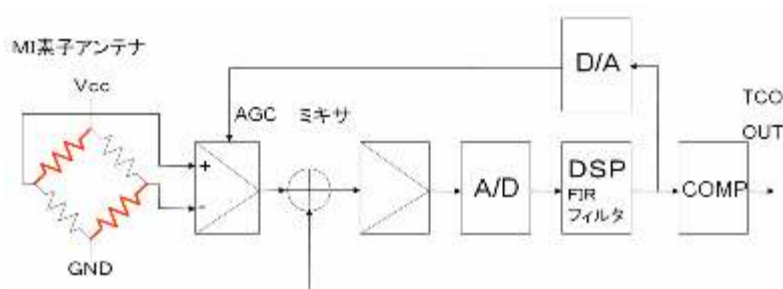 MI素子アンテナ
Vcc
GND
+
-
AGC
ミキサ
A/D
D/A
DSP
FIR
フィルタ
COMP
TCO
OUT